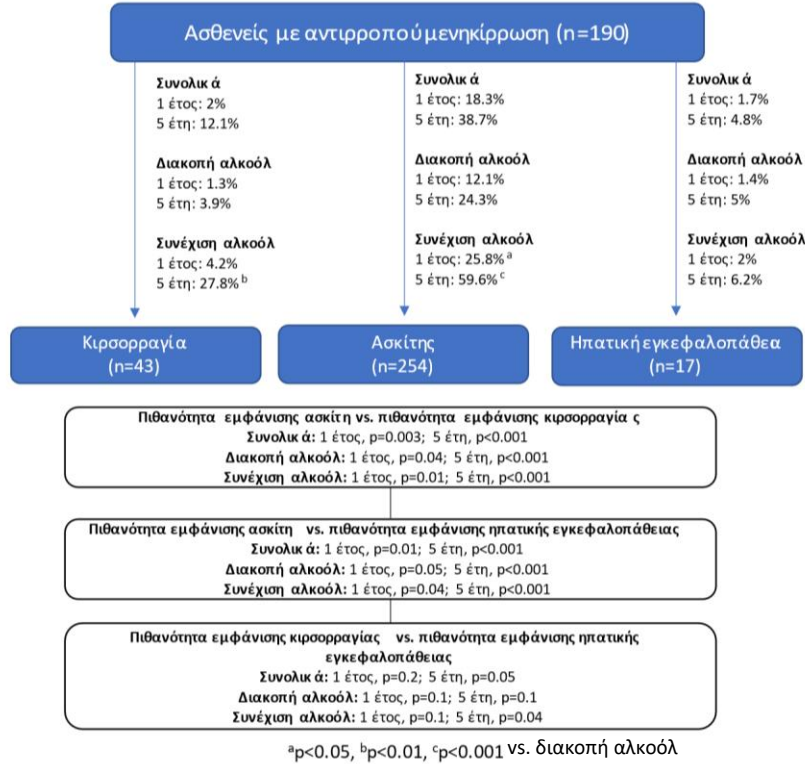 Ασθενείς με αντιρροπούμενη κίρρωση (n=190)
Συνολικά
1 έτος: 2%
5 έτη: 12.1%
Διακοπή αλκοόλ
1 έτος: 1.3%
5 έτη: 3.9%
Συνέχιση αλκοόλ
1 έτος: 4.2%
5 έτη: 27.8% b
Συνολικά
1 έτος: 18.3%
5 έτη: 38.7%
Διακοπή αλκοόλ
1 έτος: 12.1%
5 έτη: 24.3%
Συνέχιση αλκοόλ
1 έτος: 25.8% a
5 έτη: 59.6% c
Συνολικά
1 έτος: 1.7%
5 έτη: 4.8%
Διακοπή αλκοόλ
1 έτος: 1.4%
5 έτη: 5%
Συνέχιση αλκοόλ
1 έτος: 2%
5 έτη: 6.2%
Κιρσορραγία
(n=43)
Ασκίτης
(n=254)
Ηπατική εγκεφαλοπάθεα
(n=17)
Πιθανότητα εμφάνισης ασκίτη vs. πιθανότητα εμφάνισης κιρσορραγία ς
Συνολικά: 1 έτος, p=0.003; 5 έτη, p<0.001
Διακοπή αλκοόλ: 1 έτος, p=0.04; 5 έτη, p<0.001
Συνέχιση αλκοόλ: 1 έτος, p=0.01; 5 έτη, p<0.001
Πιθανότητα εμφάνισης ασκίτη vs. πιθανότητα εμφάνισης ηπατικής εγκεφαλοπάθειας
Συνολικά: 1 έτος, p=0.01; 5 έτη, p<0.001
Διακοπή αλκοόλ: 1 έτος, p=0.05; 5 έτη, p<0.001
Συνέχιση αλκοόλ: 1 έτος, p=0.04; 5 έτη, p<0.001
Πιθανότητα εμφάνισης κιρσορραγίας vs. πιθανότητα εμφάνισης ηπατικής
εγκεφαλοπάθειας
Συνολικά: 1 έτος, p=0.2; 5 έτη, p=0.05
Διακοπή αλκοόλ: 1 έτος, p=0.1; 5 έτη, p=0.1
Συνέχιση αλκοόλ: 1 έτος, p=0.1; 5 έτη, p=0.04
ap<0.05, bp<0.01, cp<0.001 vs. διακοπή αλκοόλ